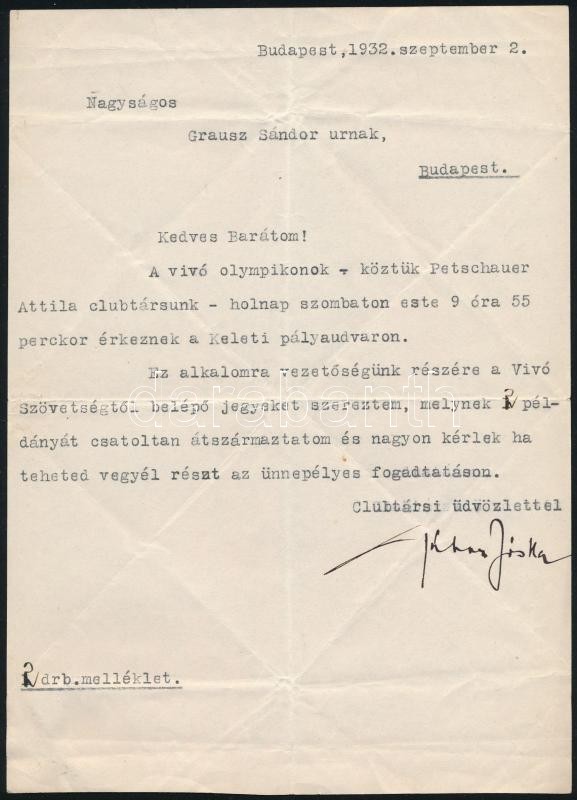 Budapest,1932.szeptember 2.
Nagyságos
Grausz Sándor urnak,
Budapest.
Kedves Barátom!
A vivó olympikonok - köztük Petschauer
Attila clubtársunk - holnap szombaton este 9 óra 55
perckor érkeznek a Keleti pályaudvaron.
Ez alkalomra vezetőségünk részére a Vivó
Szövetségtől belépő jegyeket szereztem, melynek 2 pél-
dányát csatoltan átszármaztatom és nagyon kérlek ha
teheted vegyél részt az ünnepélyes fogadtatáson.
Clubtársi üdvözlettel
Jóska
2 drb.melléklet.
darabanth